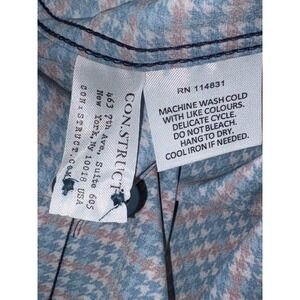 CON.STRUCT
463 7th Ave, Suite 605
New York, Ny 10018 USA
CON.STRUCT.COM
RN 114831
MACHINE WASH COLD
WITH LIKE COLOURS.
DELICATE CYCLE.
DO NOT BLEACH.
HANG TO DRY.
COOL IRON IF NEEDED.